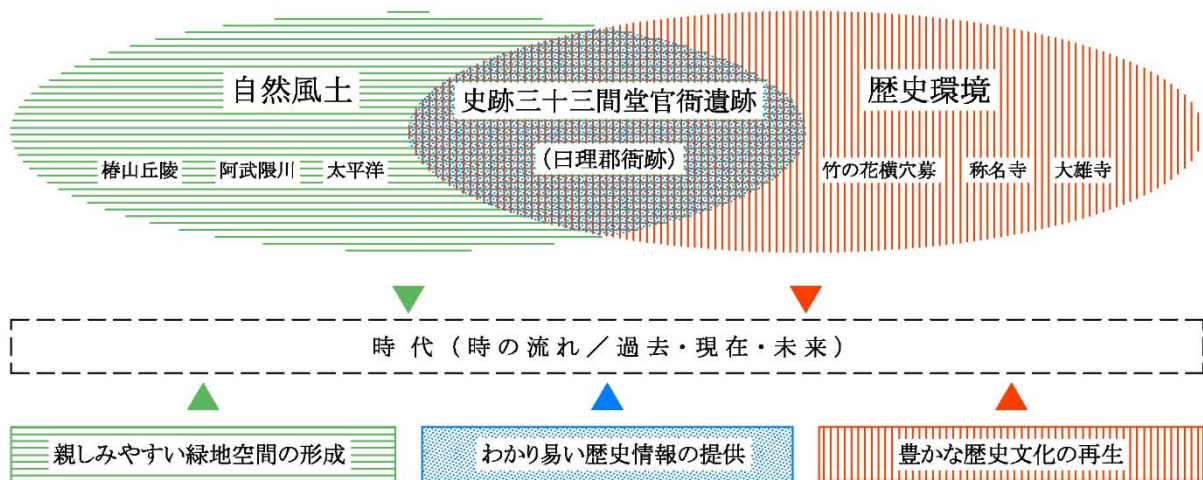 自然風土
史跡三十三間堂官衙遺跡
歴史環境
(曰理郡衙跡)
椿山丘陵
阿武隈川
太平洋
竹の花横穴墓
称名寺
大雄寺
時代(時の流れ/過去・現在・未来)
親しみやすい緑地空間の形成
わかり易い歴史情報の提供
豊かな歴史文化の再生